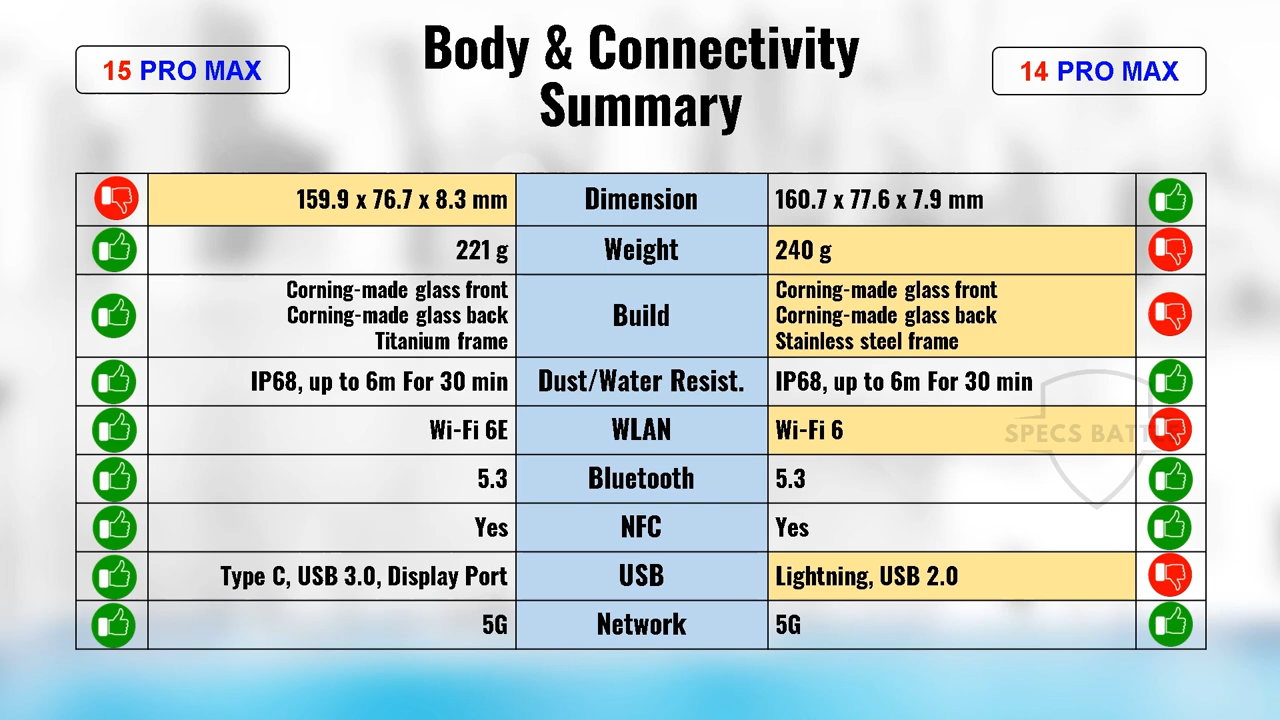 Body & Connectivity
Summary
15 PRO MAX
14 PRO MAX
159.9 x 76.7 x 8.3 mm
Dimension
160.7 x 77.6 x 7.9 mm
221 g
Weight
240 g
Corning-made glass front
Corning-made glass back
Titanium frame
Build
Corning-made glass front
Corning-made glass back
Stainless steel frame
IP68, up to 6m For 30 min
Dust/Water Resist.
IP68, up to 6m For 30 min
Wi-Fi 6E
WLAN
Wi-Fi 6
SPECS BATTLE
5.3
Bluetooth
5.3
Yes
NFC
Yes
Type C, USB 3.0, Display Port
USB
Lightning, USB 2.0
5G
Network
5G